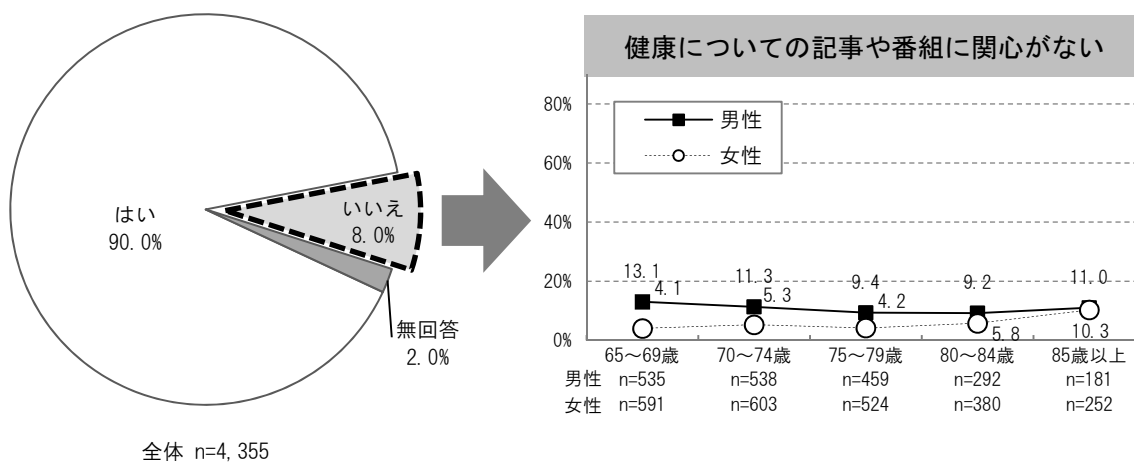 はい
90.0%
いいえ
8.0%
無回答
2.0%
全体 n=4,355
健康についての記事や番組に関心がない
80%
60%
40%
20%
0%
男性
女性
13.1
11.3
9.4
9.2
11.0
4.1
5.3
4.2
5.8
10.3
65～69歳 70～74歳 75～79歳 80～84歳 85歳以上
男性 n=535 n=538 n=459 n=292 n=181
女性 n=591 n=603 n=524 n=380 n=252